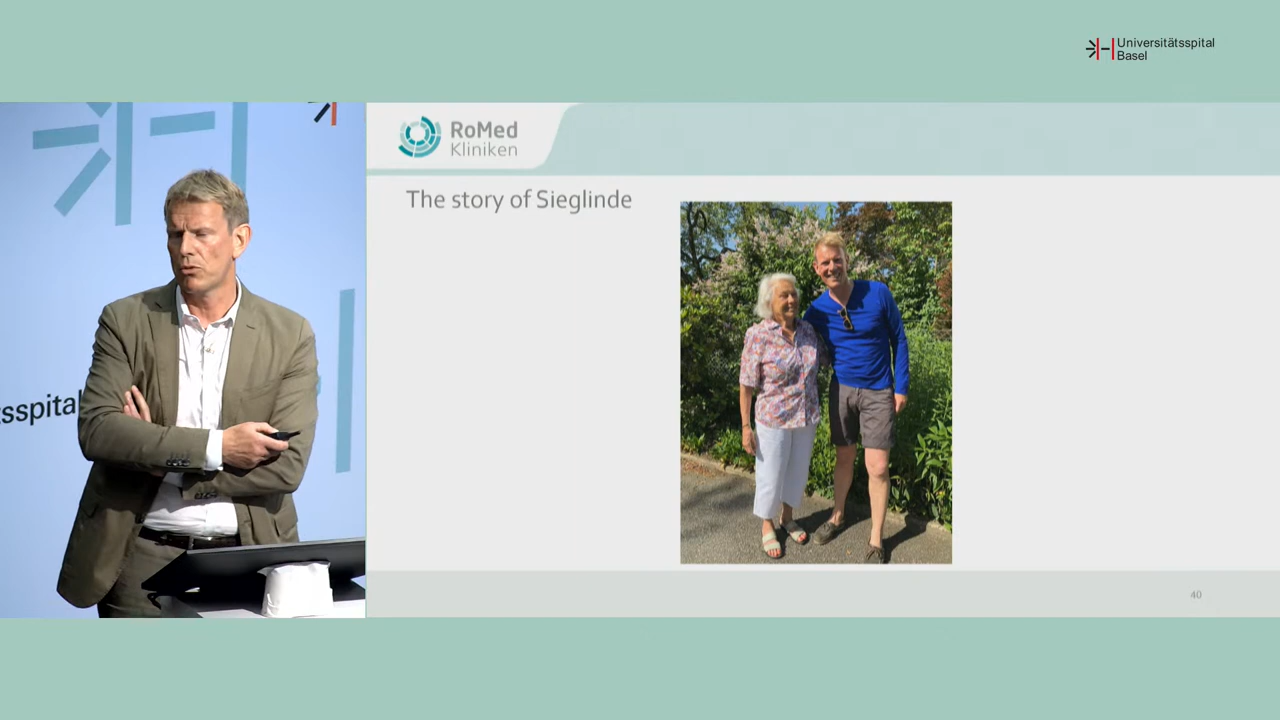 Universitätsspital
Basel
RoMed
Kliniken
The story of Sieglinde
sspital
40